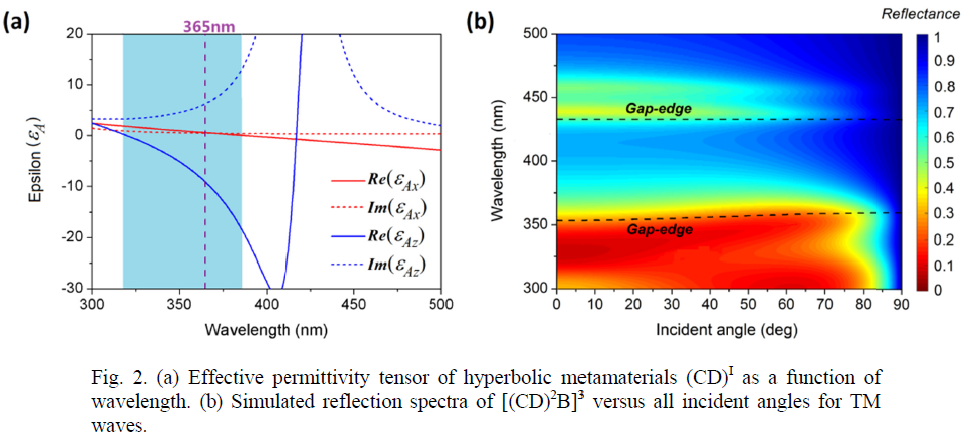 (a)
365nm
20
10
0
-10
-20
-30
Epsilon (εA)
300
350
400
450
500
Wavelength (nm)
Re(εAx)
Im(εAx)
Re(εAz)
Im(εAz)
(b)
Reflectance
500
450
400
350
300
Wavelength (nm)
Gap-edge
Gap-edge
0 10 20 30 40 50 60 70 80 90
Incident angle (deg)
1
0.9
0.8
0.7
0.6
0.5
0.4
0.3
0.2
0.1
0
Fig. 2. (a) Effective permittivity tensor of hyperbolic metamaterials (CD)^I as a function of
wavelength. (b) Simulated reflection spectra of [(CD)²B]³ versus all incident angles for TM
waves.